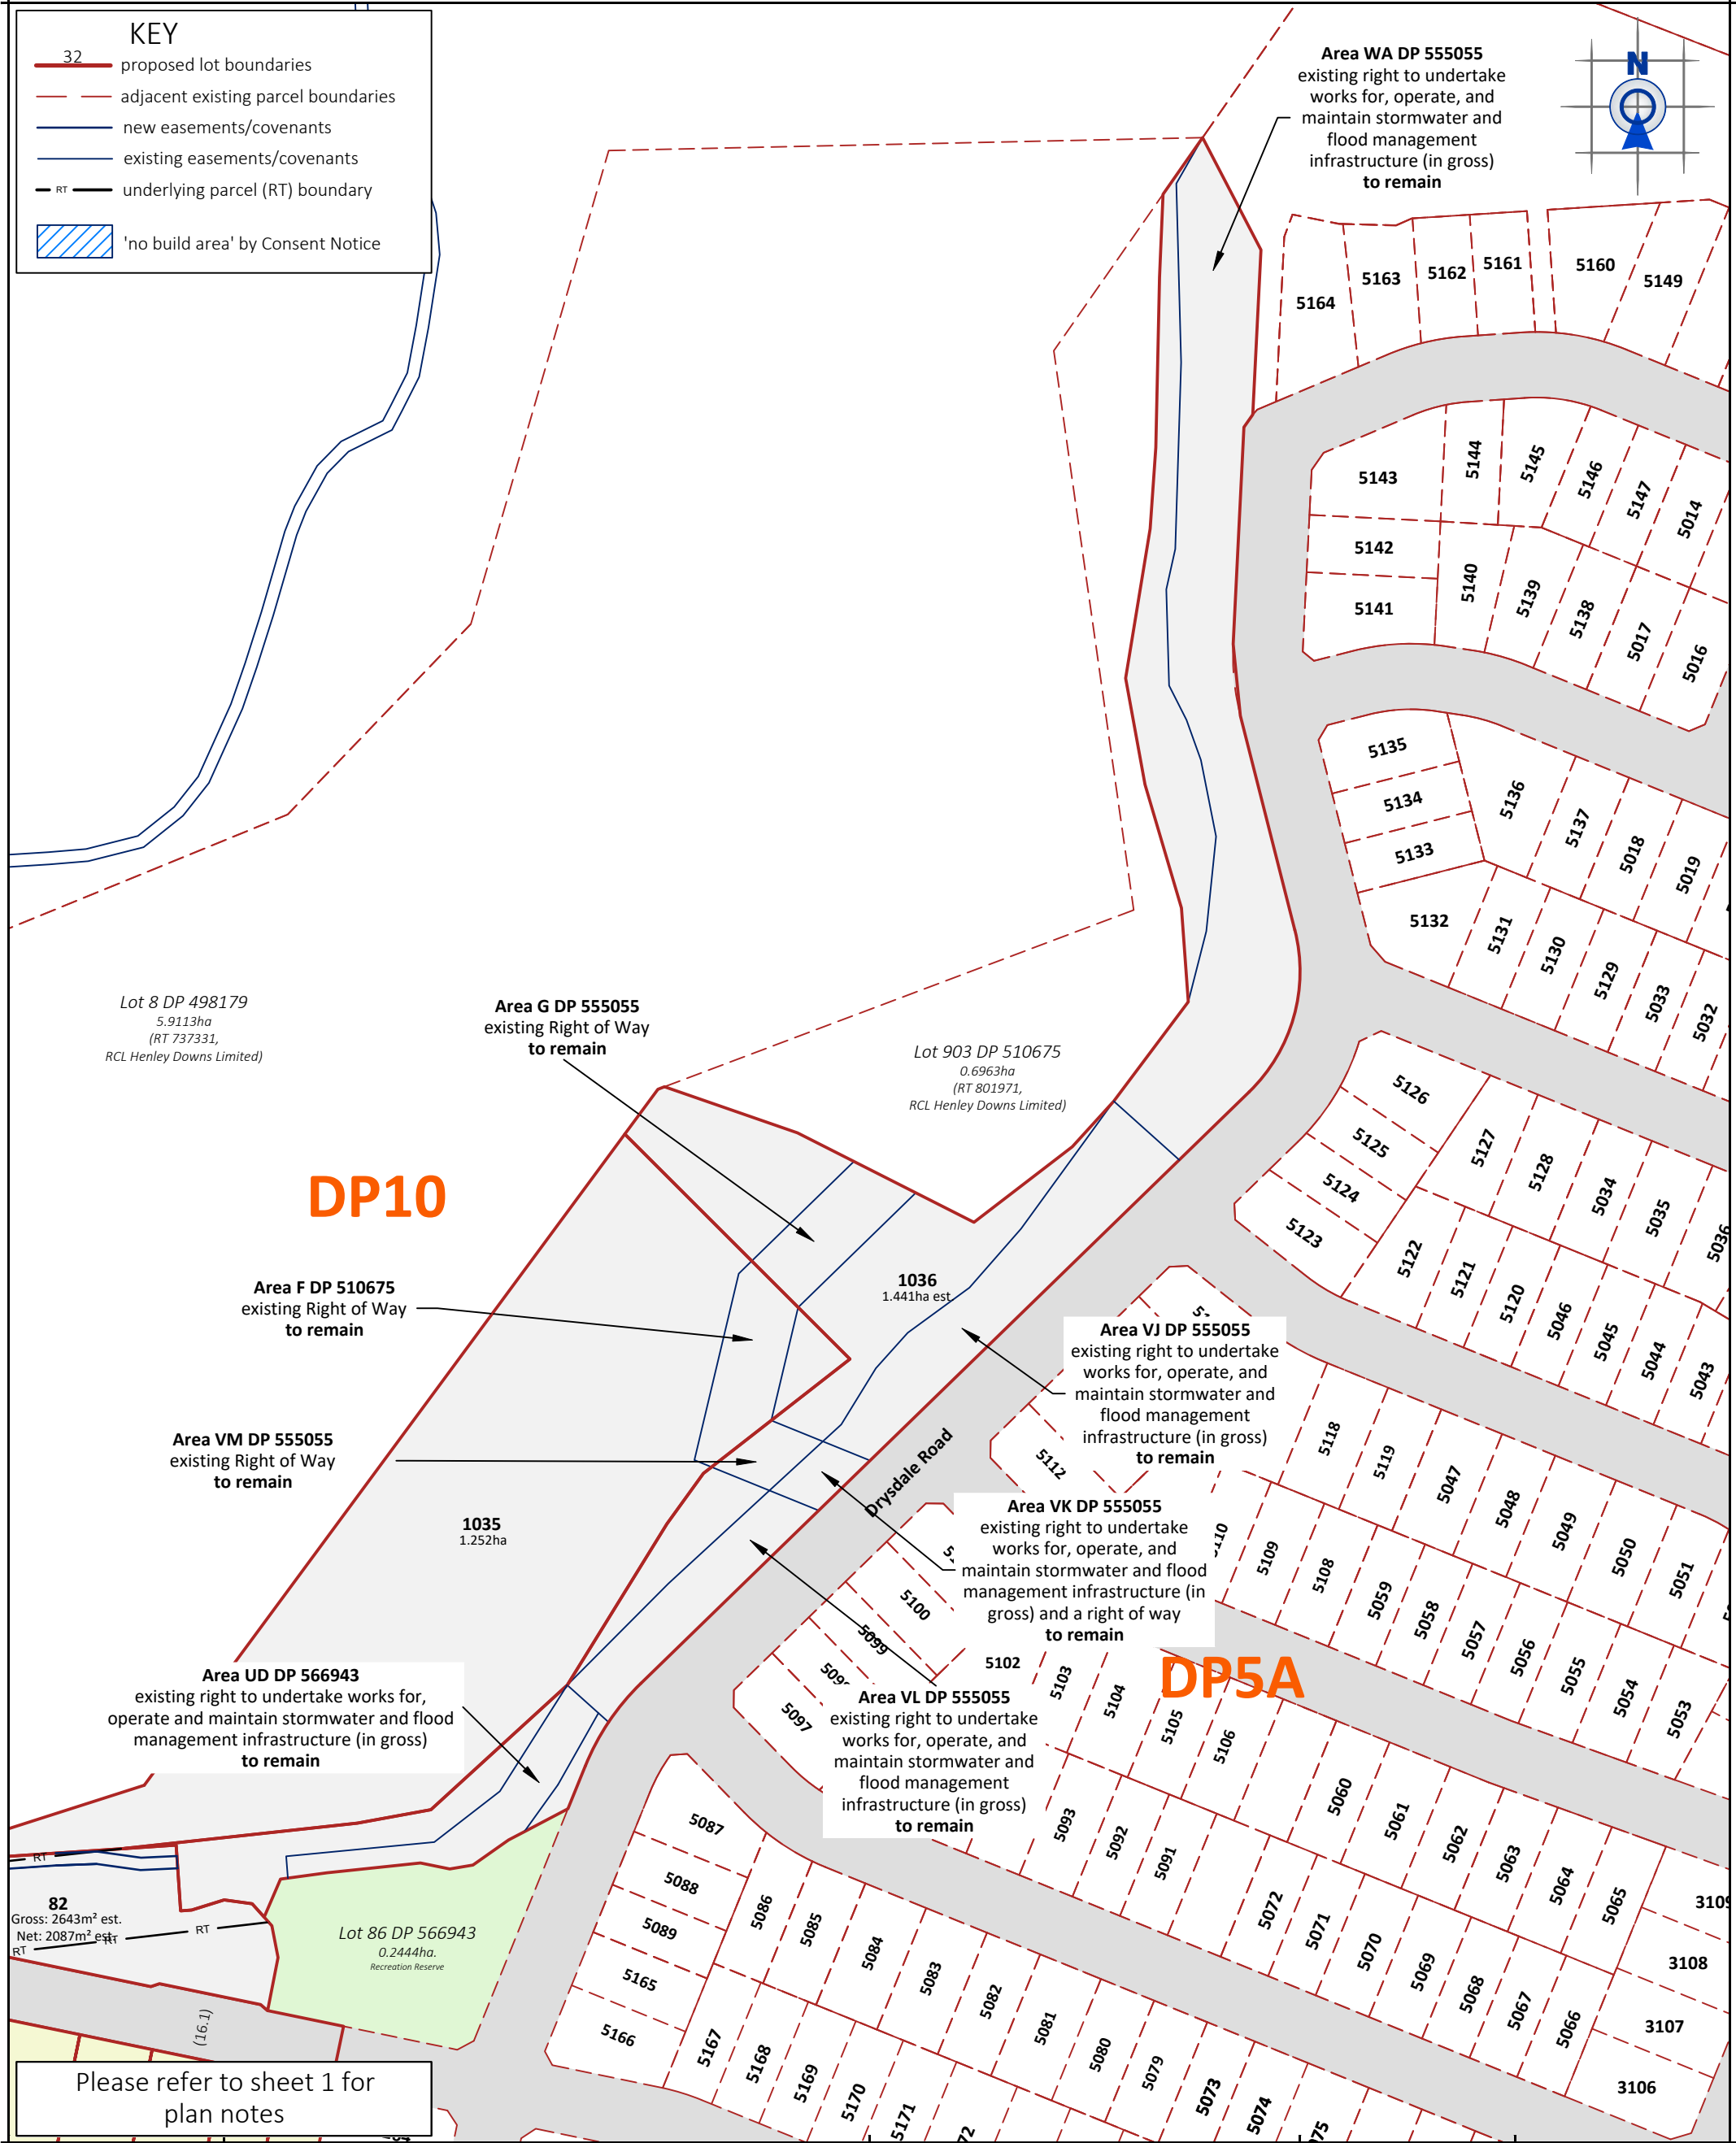 KEY
32
proposed lot boundaries
adjacent existing parcel boundaries
new easements/covenants
existing easements/covenants
RT
underlying parcel (RT) boundary
'no build area' by Consent Notice
N
Area WA DP 555055
existing right to undertake
works for, operate, and
maintain stormwater and
flood management
infrastructure (in gross)
to remain
5164
5163
5162
5161
5160
5149
5143
5144
5145
5146
5147
5014
5142
5141
5140
5139
5138
5017
5016
5135
5134
5133
5132
5136
5137
5018
5019
5131
5130
5129
5033
5032
Lot 8 DP 498179
5.9113ha
(RT 737331,
RCL Henley Downs Limited)
Area G DP 555055
existing Right of Way
to remain
Lot 903 DP 510675
0.6963ha
(RT 801971,
RCL Henley Downs Limited)
5126
5125
5124
5123
5127
5128
5034
5035
5036
5122
5121
5120
5046
5045
5044
5043
DP10
Area F DP 510675
existing Right of Way
to remain
1036
1.441ha est
Area VJ DP 555055
existing right to undertake
works for, operate, and
maintain stormwater and
flood management
infrastructure (in gross)
to remain
Area VM DP 555055
existing Right of Way
to remain
Drysdale Road
5112
5118
5119
5047
5048
5049
5050
5051
1035
1.252ha
Area VK DP 555055
existing right to undertake
works for, operate, and
maintain stormwater and flood
management infrastructure (in
gross) and a right of way
to remain
5109
5108
5059
5058
5057
5056
5055
5054
5053
5100
5099
5097
5102
5103
5104
5105
5106
DP5A
Area UD DP 566943
existing right to undertake works for,
operate and maintain stormwater and flood
management infrastructure (in gross)
to remain
Area VL DP 555055
existing right to undertake
works for, operate, and
maintain stormwater and
flood management
infrastructure (in gross)
to remain
5093
5092
5091
5060
5061
5062
5063
5064
5065
5087
5088
5089
5165
5166
5086
5085
5084
5083
5082
5081
5080
5079
5072
5071
5070
5069
5068
5067
5066
3109
3108
3107
3106
RT
82
Gross: 2643m² est.
Net: 2087m² est.
RT
RT
RT
Lot 86 DP 566943
0.2444ha.
Recreation Reserve
(16.1)
5167
5168
5169
5170
5171
5073
5074
Please refer to sheet 1 for
plan notes